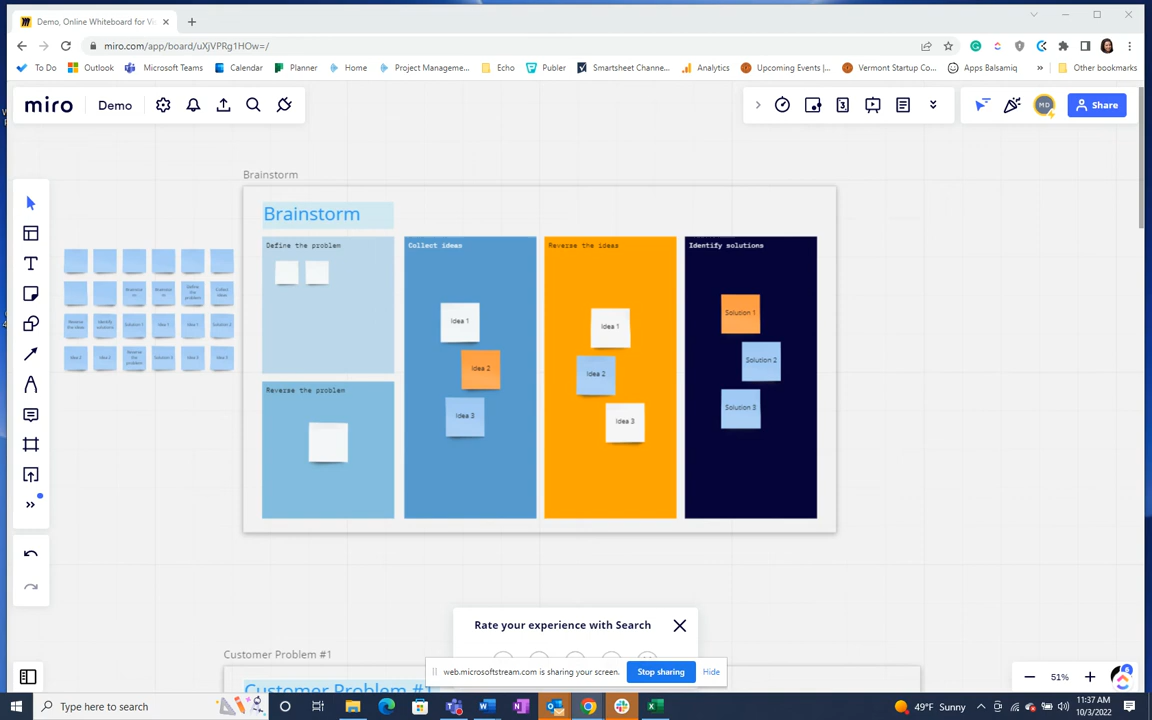 Demo, Online Whiteboard for Vi
miro.com/app/board/uXjVPRg1HOw=/
To Do
Outlook
Microsoft Teams
Calendar
Planner
Home
Project Manageme...
Echo
Publer
Smartsheet Channe...
Analytics
Upcoming Events |...
Vermont Startup Co...
Apps Balsamiq
»
Other bookmarks
miro
Demo
3
MD
Share
Brainstorm
Brainstorm
Define the problem
Collect ideas
Reverse the ideas
Identify solutions
Idea 1
Idea 2
Idea 3
Idea 1
Idea 2
Idea 3
Solution 1
Solution 2
Solution 3
Reverse the problem
Rate your experience with Search
Customer Problem #1
web.microsoftstream.com is sharing your screen.
Stop sharing
Hide
Customer Problem #1
51%
Type here to search
49°F Sunny
11:37 AM
10/3/2022